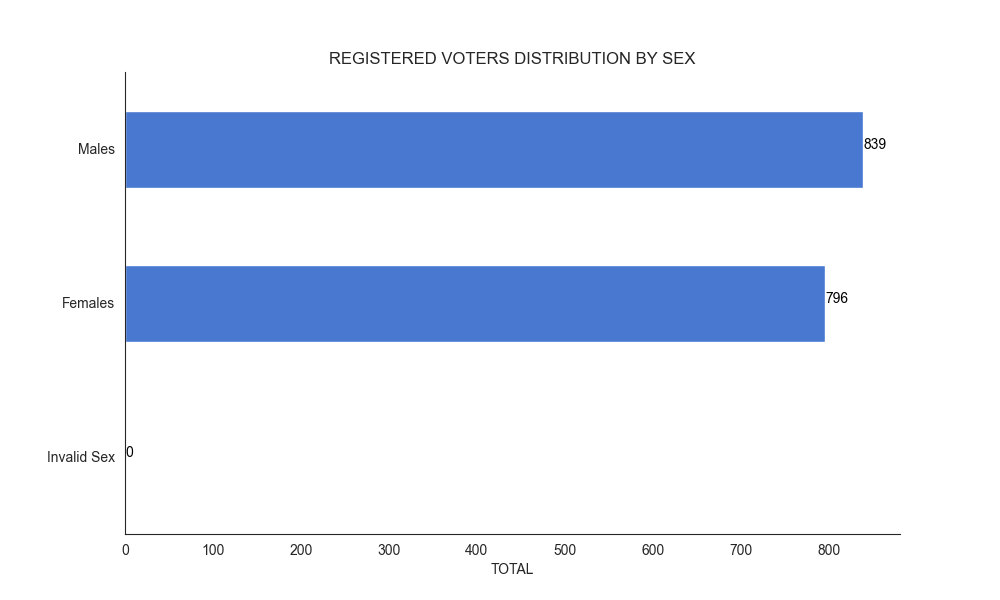 REGISTERED VOTERS DISTRIBUTION BY SEX
Males
839
Females
796
Invalid Sex
0
0 100 200 300 400 500 600 700 800
TOTAL